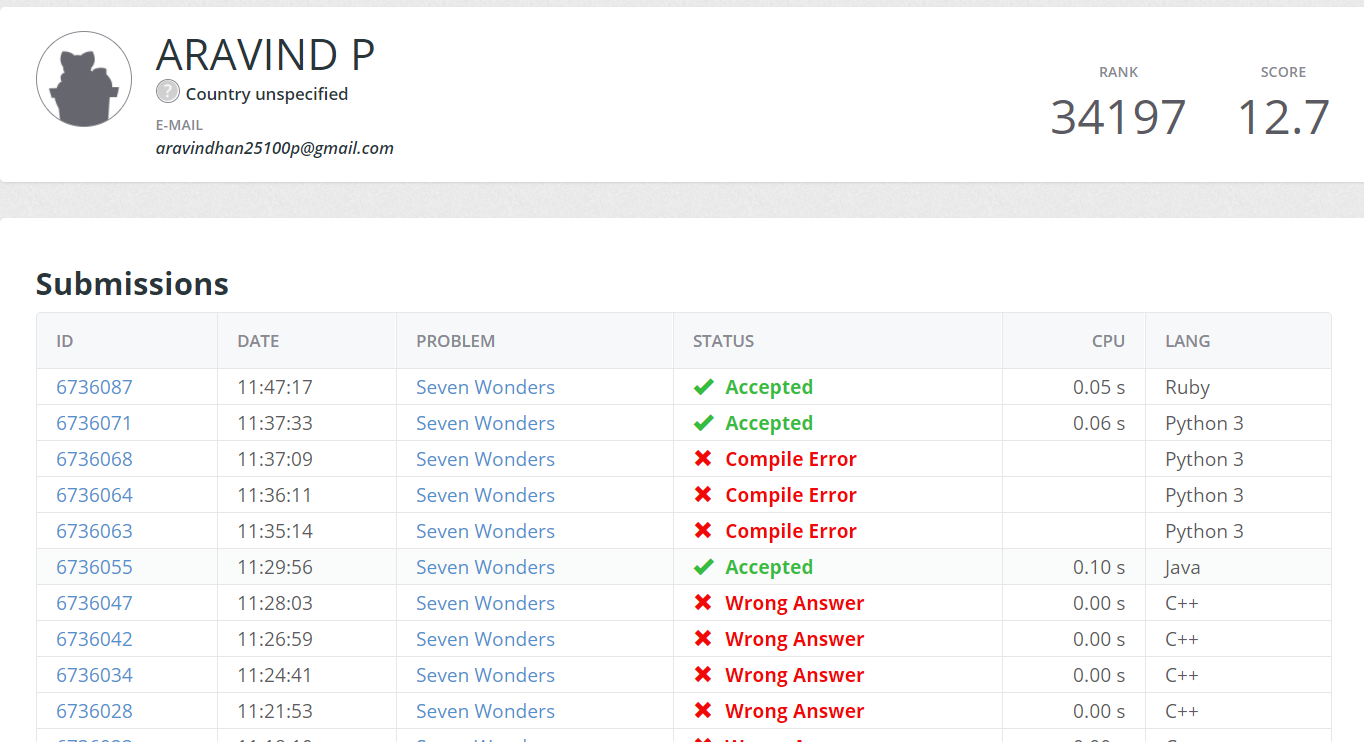 ARAVIND P
? Country unspecified
E-MAIL
aravindhan25100p@gmail.com
RANK SCORE
34197 12.7
Submissions
ID DATE PROBLEM STATUS CPU LANG
6736087 11:47:17 Seven Wonders Accepted 0.05 s Ruby
6736071 11:37:33 Seven Wonders Accepted 0.06 s Python 3
6736068 11:37:09 Seven Wonders Compile Error Python 3
6736064 11:36:11 Seven Wonders Compile Error Python 3
6736063 11:35:14 Seven Wonders Compile Error Python 3
6736055 11:29:56 Seven Wonders Accepted 0.10 s Java
6736047 11:28:03 Seven Wonders Wrong Answer 0.00 s C++
6736042 11:26:59 Seven Wonders Wrong Answer 0.00 s C++
6736034 11:24:41 Seven Wonders Wrong Answer 0.00 s C++
6736028 11:21:53 Seven Wonders Wrong Answer 0.00 s C++